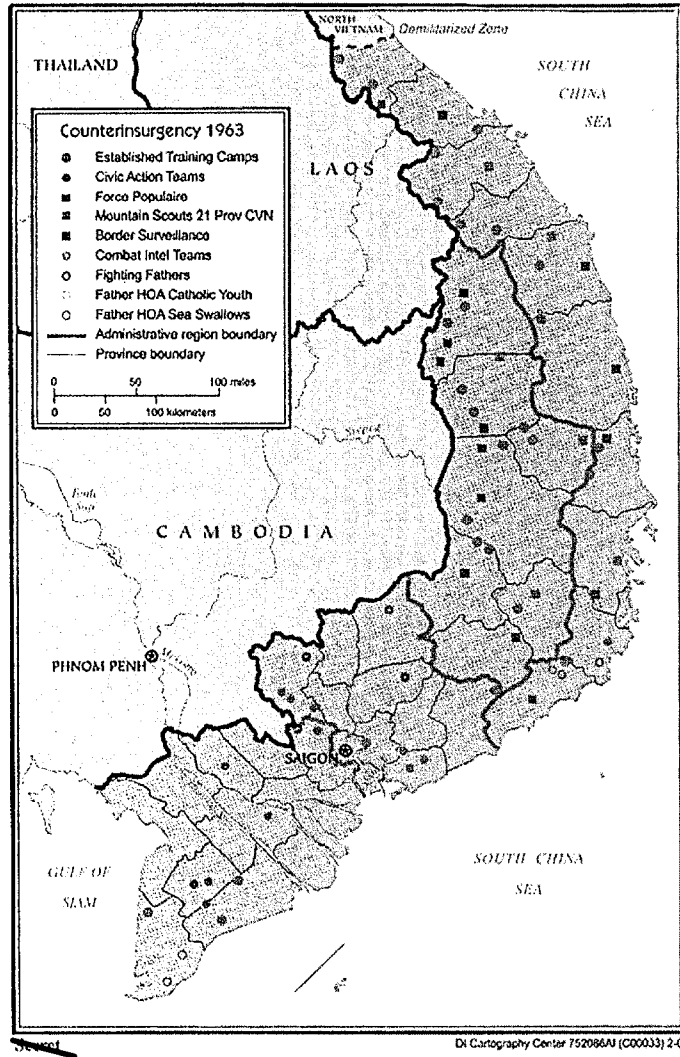 NORTH
VIETNAM
Demilitarized Zone
THAILAND
SOUTH
CHINA
SEA
Counterinsurgency 1963
Established Training Camps
Civic Action Teams
Force Populaire
Mountain Scouts 21 Prov CVN
Border Surveillance
Combat Intel Teams
Fighting Fathers
Father HOA Catholic Youth
Father HOA Sea Swallows
Administrative region boundary
Province boundary
0 50 100 miles
0 50 100 kilometers
LAOS
CAMBODIA
PHNOM PENH
Mekong
SAIGON
GULF OF
SIAM
SOUTH CHINA
SEA
Secret
DI Cartography Center 752086AI (C00033) 2-0